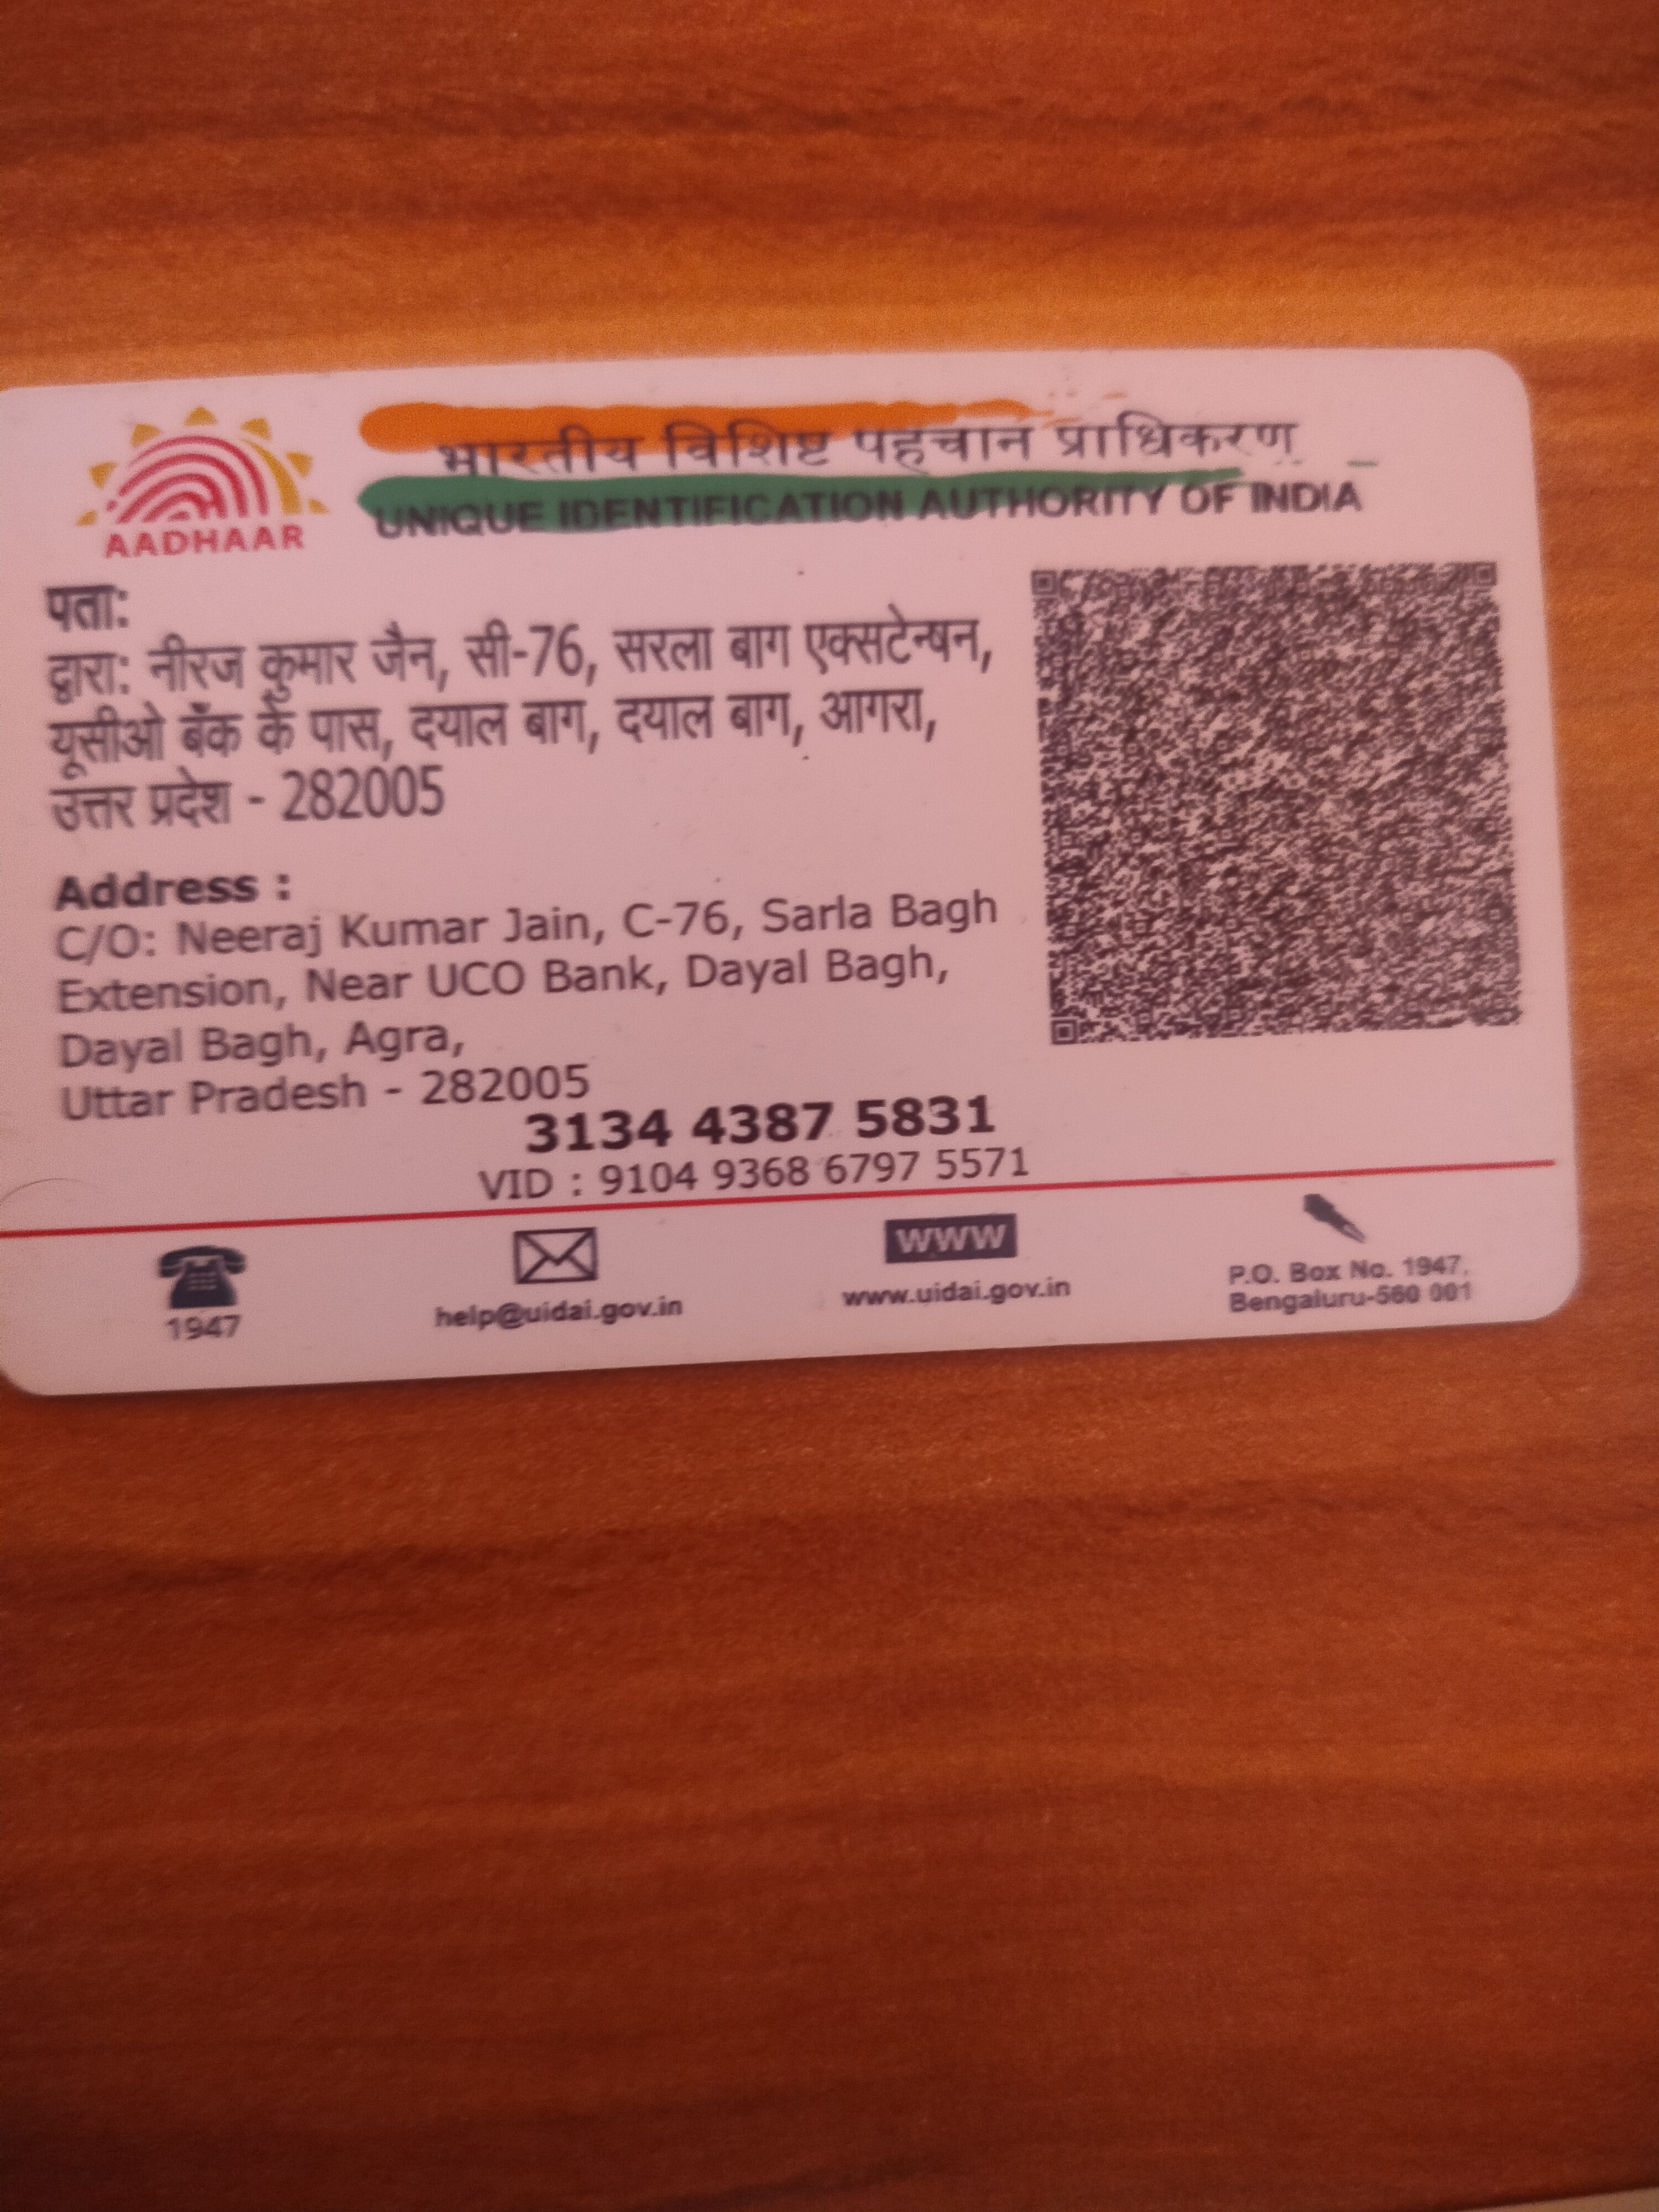 भारतीय विशिष्ट पहचान प्राधिकरण
UNIQUE IDENTIFICATION AUTHORITY OF INDIA
AADHAAR
पता:
द्वारा: नीरज कुमार जैन, सी-76, सरला बाग एक्सटेन्षन,
यूसीओ बँक के पास, दयाल बाग, दयाल बाग, आगरा,
उत्तर प्रदेश - 282005
Address :
C/O: Neeraj Kumar Jain, C-76, Sarla Bagh
Extension, Near UCO Bank, Dayal Bagh,
Dayal Bagh, Agra,
Uttar Pradesh - 282005
3134 4387 5831
VID : 9104 9368 6797 5571
1947
help@uidai.gov.in
www
www.uidai.gov.in
P.O. Box No. 1947,
Bengaluru-560 001